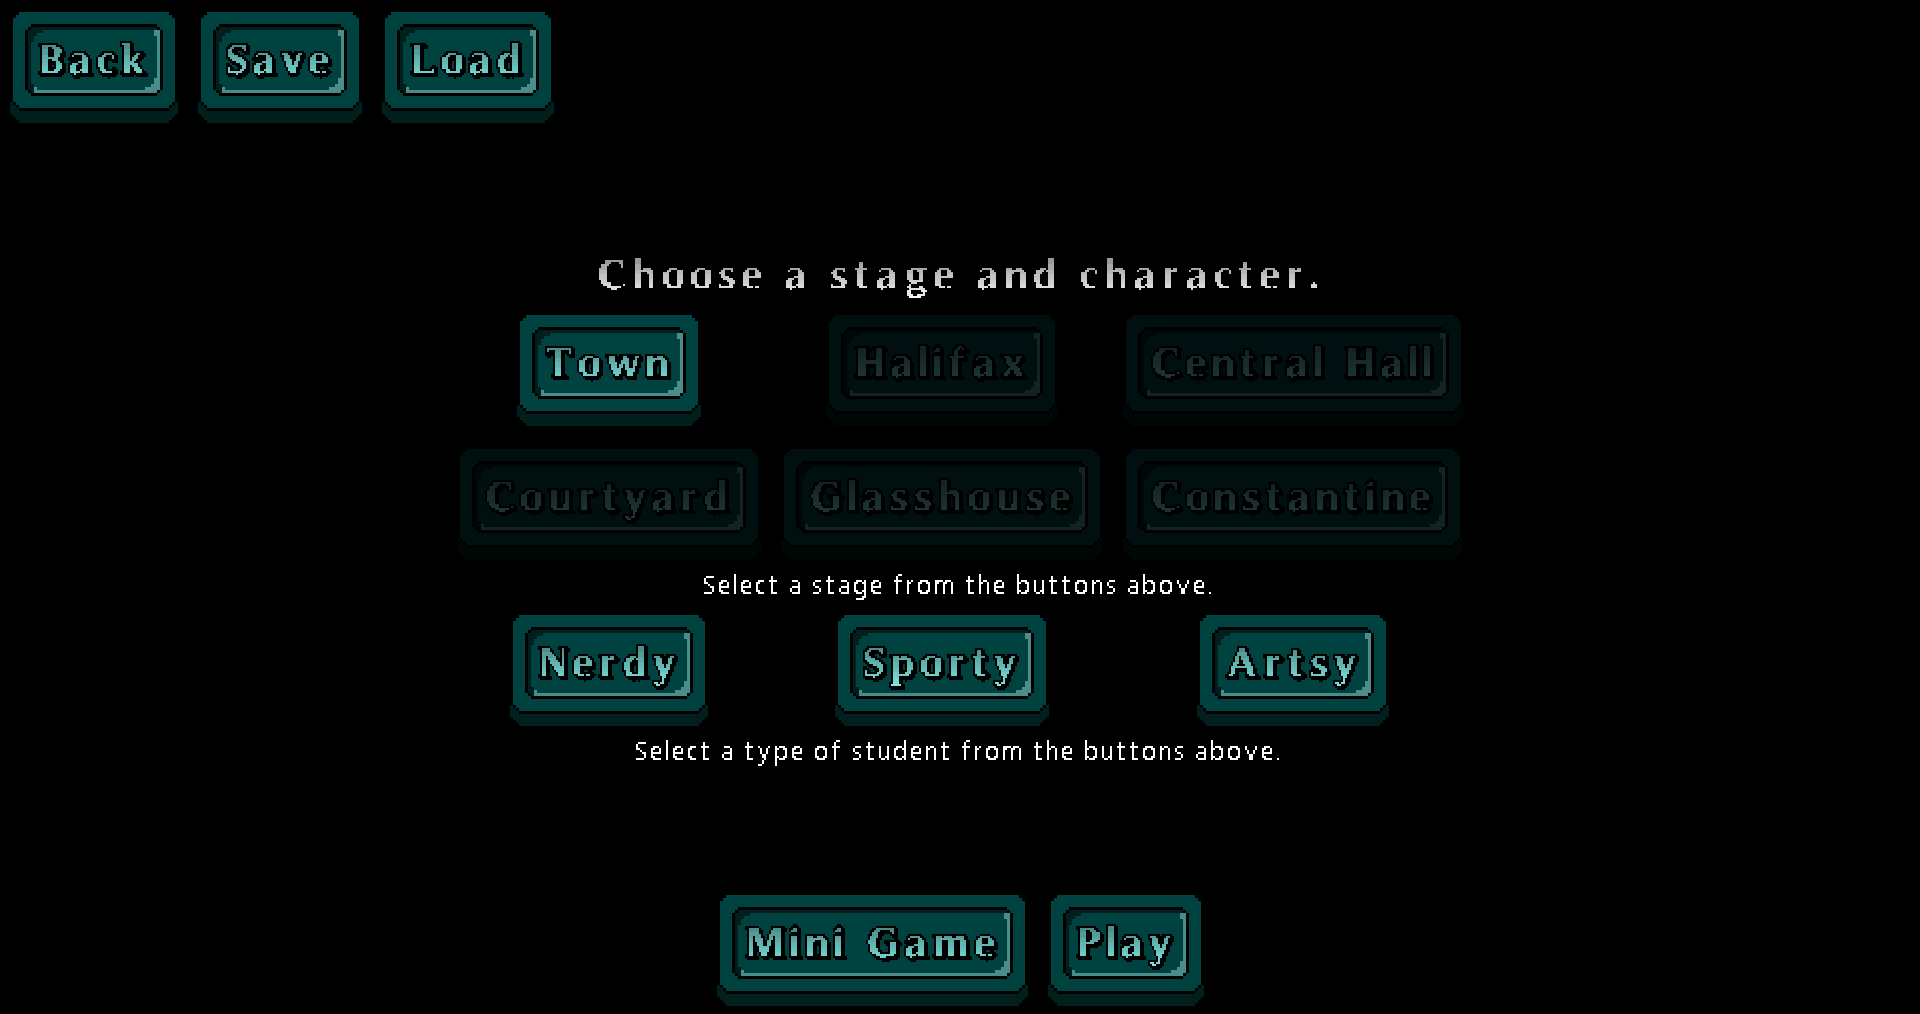 Back Save Load
Choose a stage and character.
Town Halifax Central Hall
Courtyard Glasshouse Constantine
Select a stage from the buttons above.
Nerdy Sporty Artsy
Select a type of student from the buttons above.
Mini Game Play